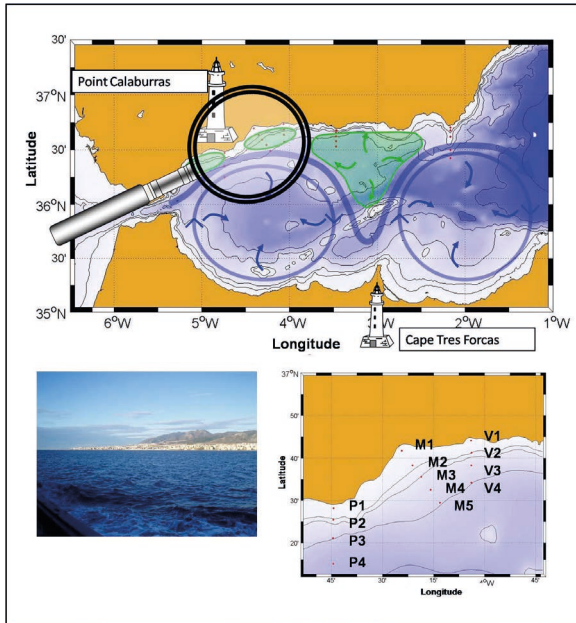 Point Calaburras
30'
37°N
30'
36°N
30'
35°N
Latitude
6°W
5°W
4°W
3°W
2°W
1°W
Longitude
Cape Tres Forcas
37°N
50'
40'
30'
20'
Latitude
M1
M2
M3
M4
M5
V1
V2
V3
V4
P1
P2
P3
P4
45'
30'
15'
4°W
45'
Longitude